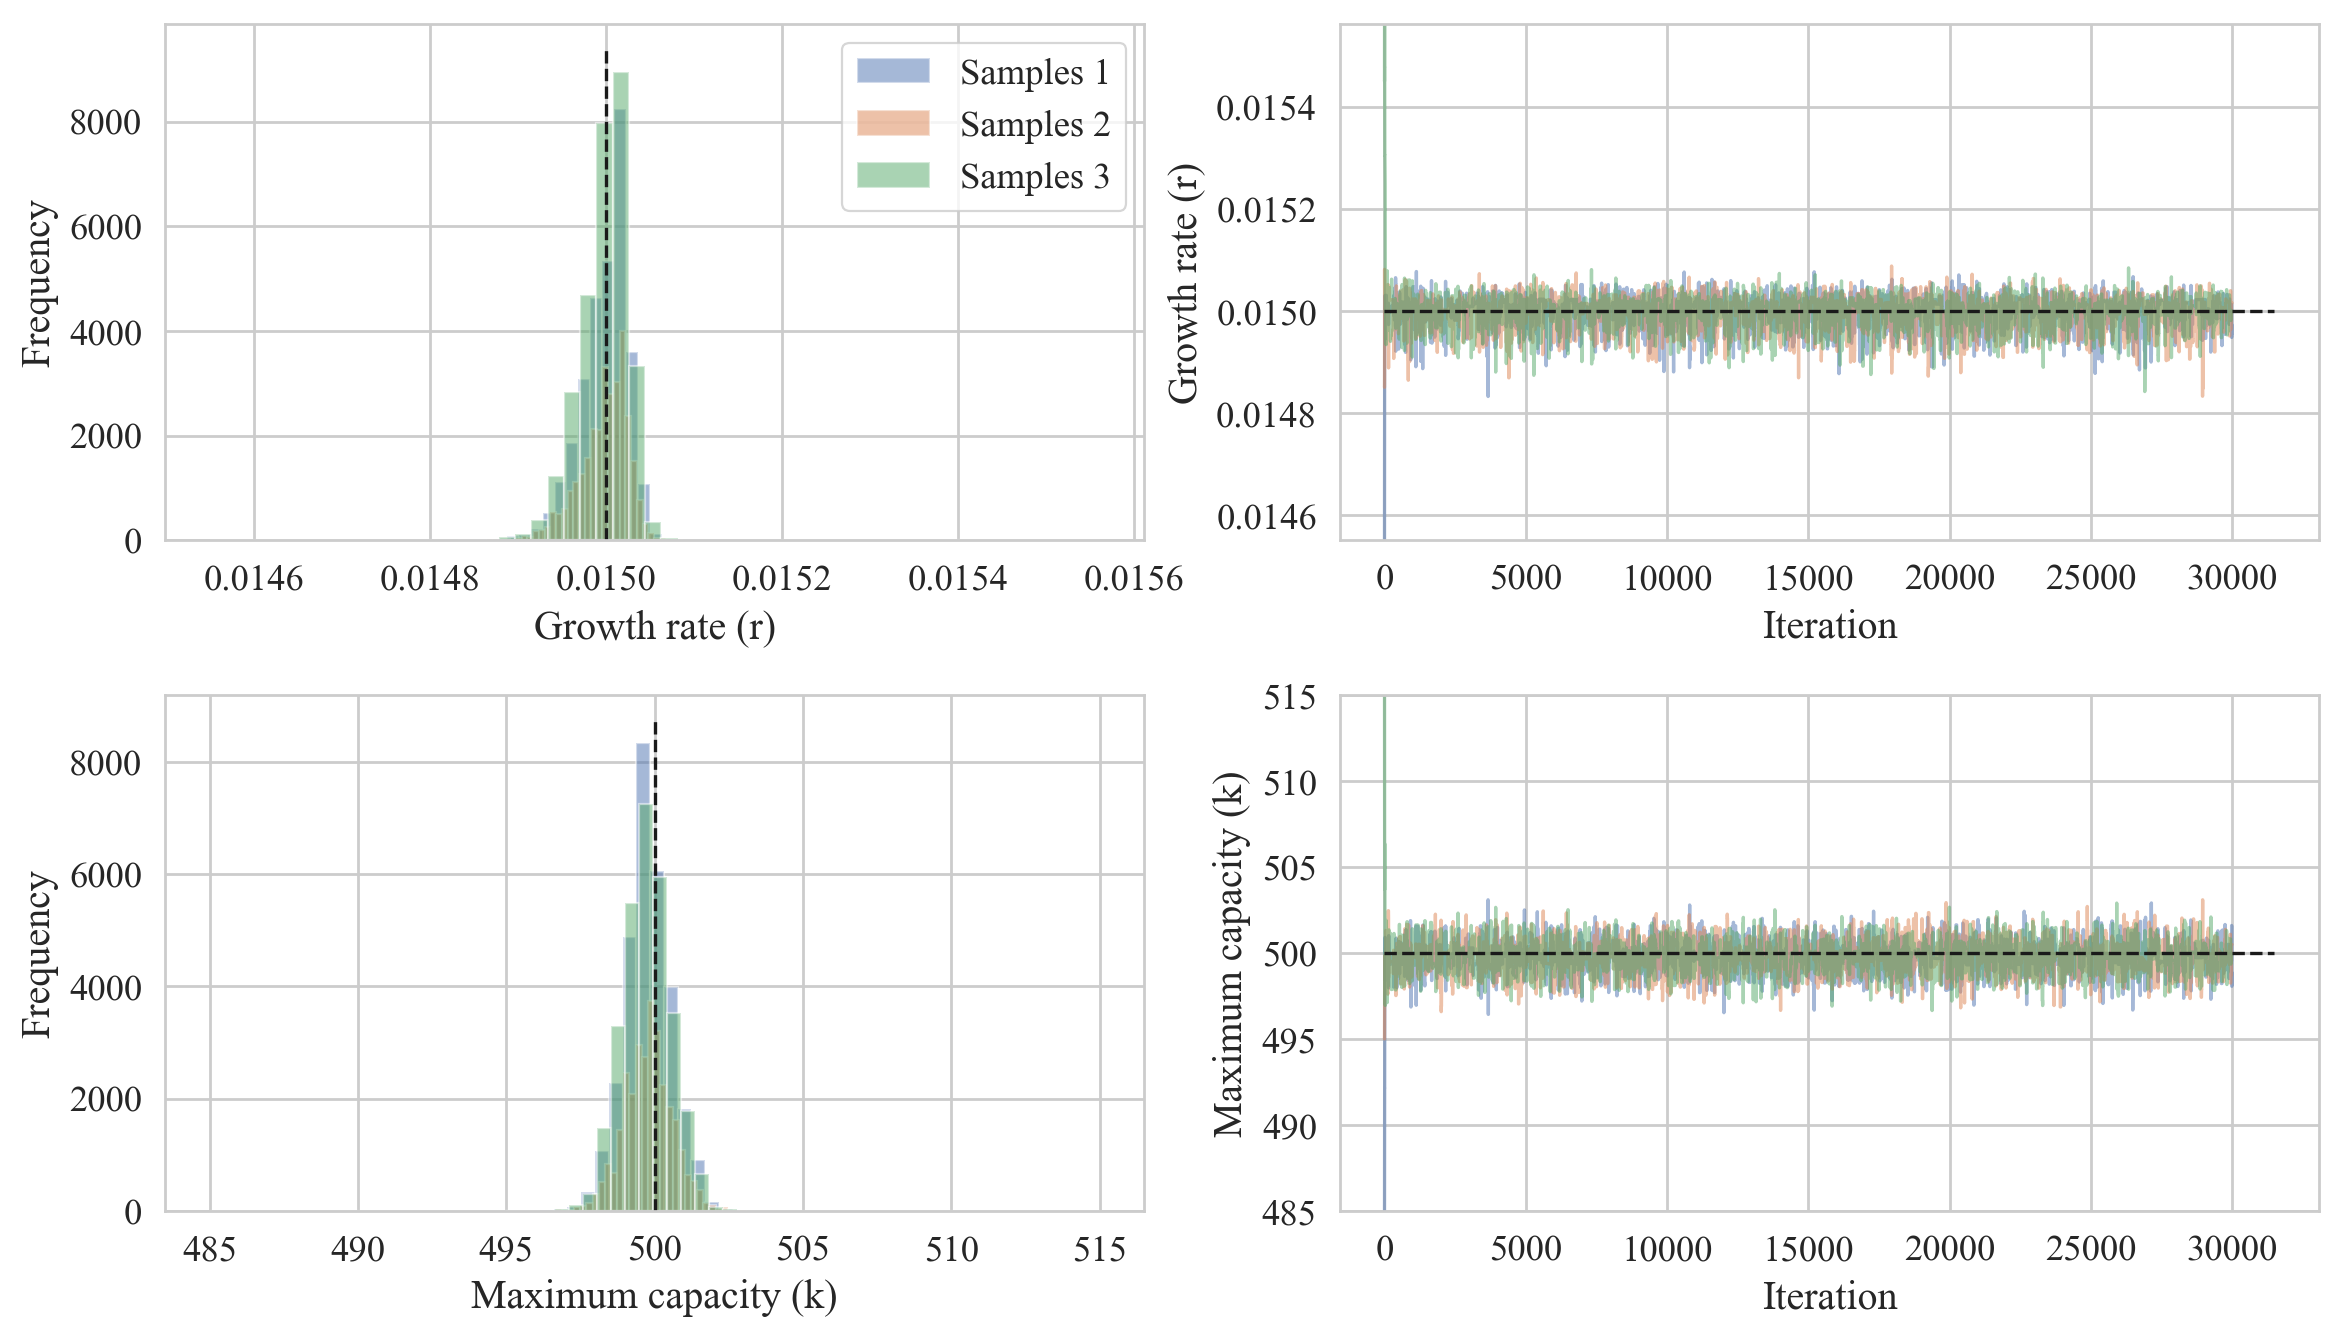 Samples 1
Samples 2
Samples 3
8000
6000
4000
2000
0
Frequency
0.0146 0.0148 0.0150 0.0152 0.0154 0.0156
Growth rate (r)
0.0154
0.0152
0.0150
0.0148
0.0146
Growth rate (r)
0 5000 10000 15000 20000 25000 30000
Iteration
8000
6000
4000
2000
0
Frequency
485 490 495 500 505 510 515
Maximum capacity (k)
515
510
505
500
495
490
485
Maximum capacity (k)
0 5000 10000 15000 20000 25000 30000
Iteration